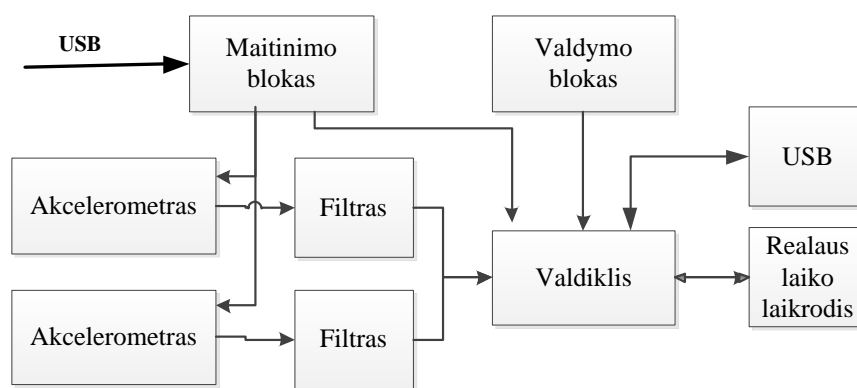 USB
Maitinimo
blokas
Valdymo
blokas
USB
Akcelerometras
Filtras
Valdiklis
Realaus
laiko
laikrodis
Akcelerometras
Filtras